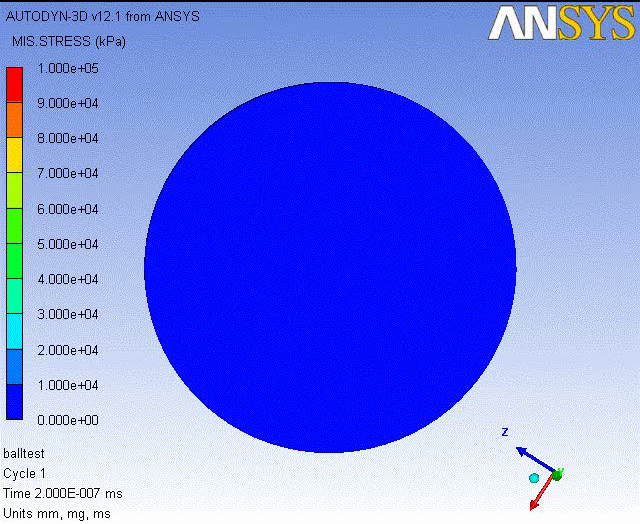 AUTODYN-3D v12.1 from ANSYS
ANSYS
MIS.STRESS (kPa)
1.000e+05
9.000e+04
8.000e+04
7.000e+04
6.000e+04
5.000e+04
4.000e+04
3.000e+04
2.000e+04
1.000e+04
0.000e+00
z
y
balltest
Cycle 1
Time 2.000E-007 ms
Units mm, mg, ms